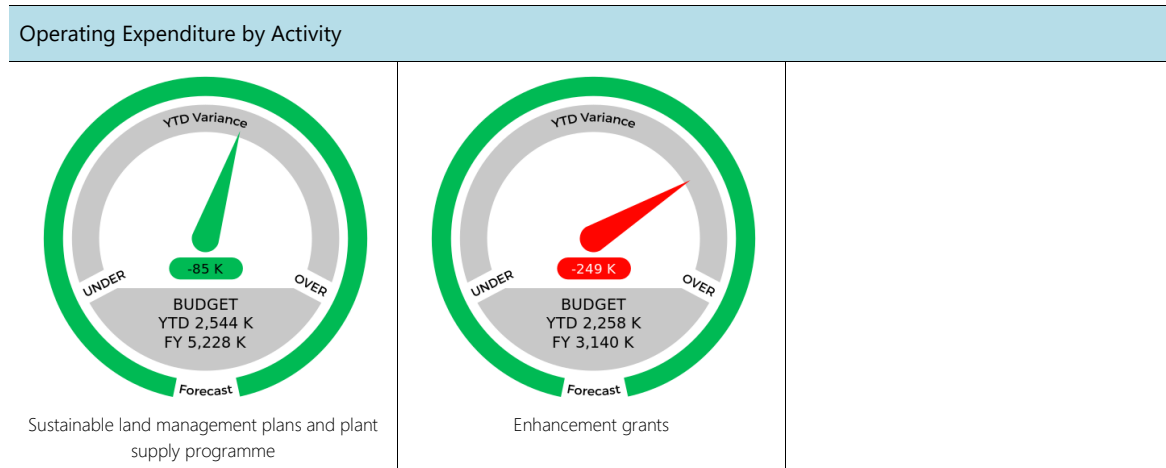 Operating Expenditure by Activity
YTD Variance
-85 K
UNDER
OVER
BUDGET
YTD 2,544 K
FY 5,228 K
Forecast
Sustainable land management plans and plant
supply programme
YTD Variance
-249 K
UNDER
OVER
BUDGET
YTD 2,258 K
FY 3,140 K
Forecast
Enhancement grants